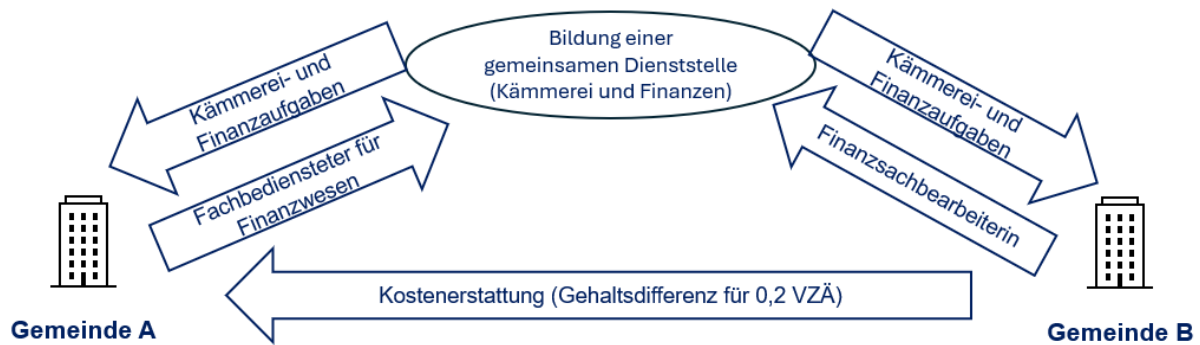 Bildung einer
gemeinsamen Dienststelle
(Kämmerei und Finanzen)
Kämmerei- und
Finanzaufgaben
Fachbediensteter für
Finanzwesen
Kämmerei- und
Finanzaufgaben
Finanzsachbearbeiterin
Kostenerstattung (Gehaltsdifferenz für 0,2 VZÄ)
Gemeinde A
Gemeinde B